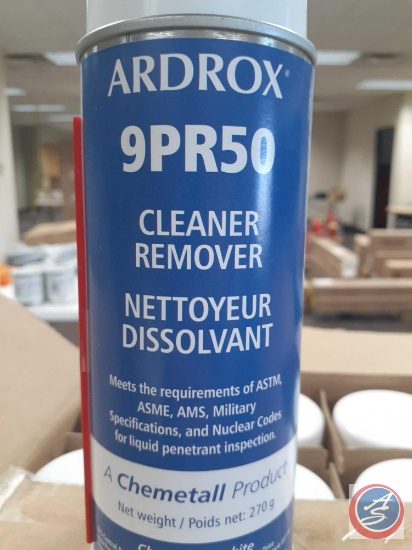 ARDROX®
9PR50
CLEANER
REMOVER
NETTOYEUR
DISSOLVANT
Meets the requirements of ASTM,
ASME, AMS, Military
Specifications, and Nuclear Codes
for liquid penetrant inspection.
A Chemetall Product
Net weight / Poids net: 270 g
AS